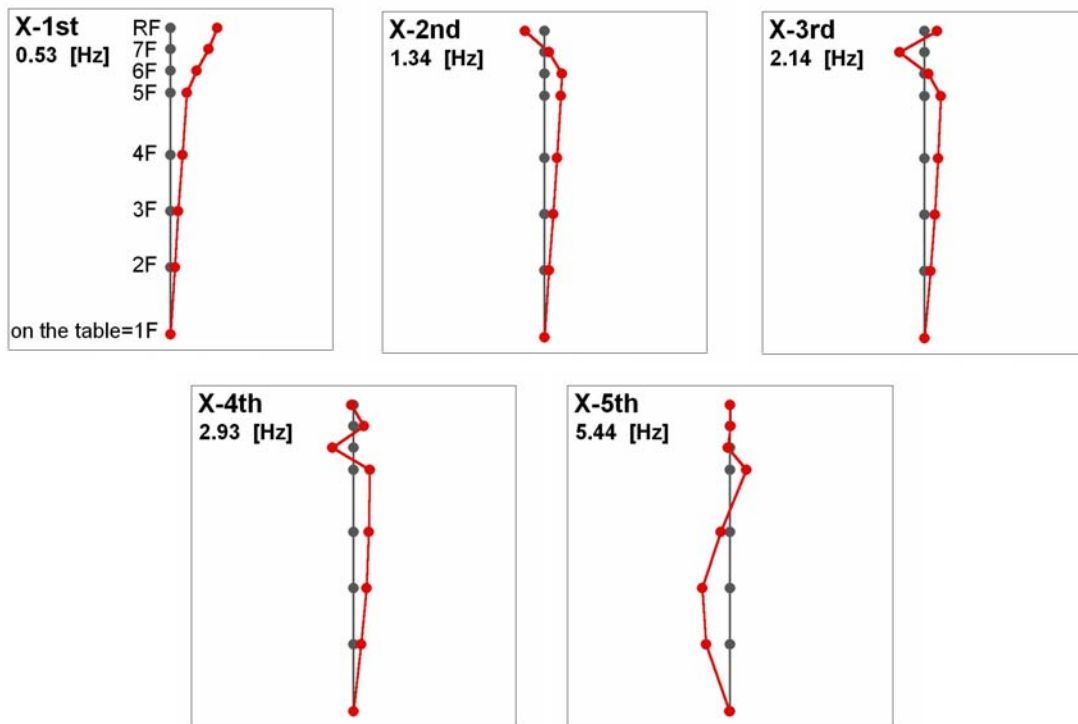 X-1st
0.53 [Hz]
RF
7F
6F
5F
4F
3F
2F
on the table=1F
X-2nd
1.34 [Hz]
X-3rd
2.14 [Hz]
X-4th
2.93 [Hz]
X-5th
5.44 [Hz]